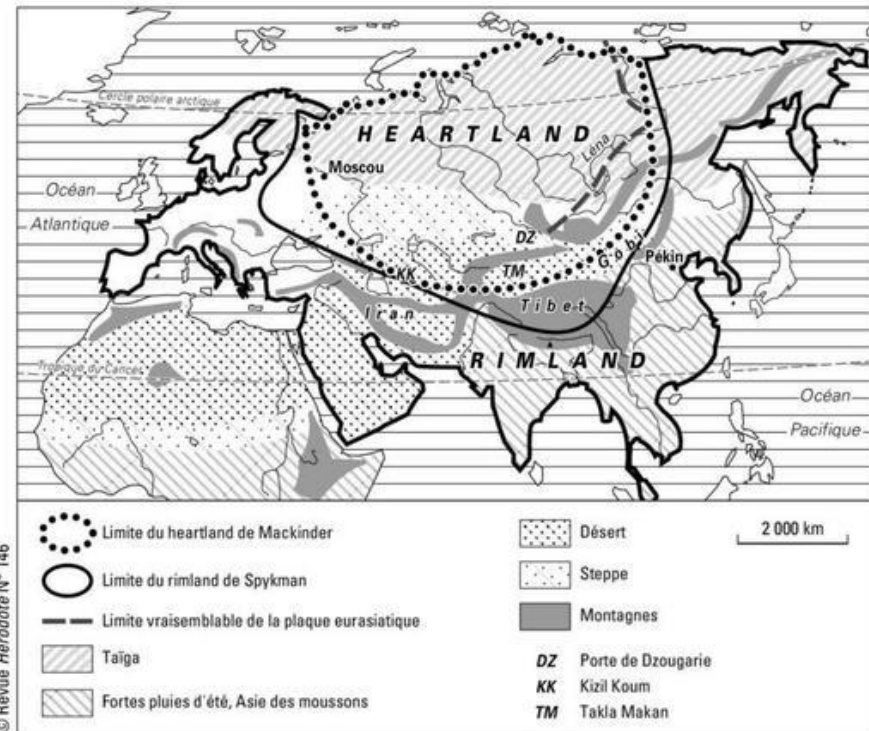 Cercle polaire arctique
HEARTLAND
Léna
Moscou
Océan
Atlantique
DZ
Gobi
Pékin
KK
TM
Tibet
Iran
RIMLAND
Tropique du Cancer
Océan
Pacifique
Limite du heartland de Mackinder
Limite du rimland de Spykman
Limite vraisemblable de la plaque eurasiatique
Taïga
Fortes pluies d'été, Asie des moussons
Désert
Steppe
Montagnes
DZ Porte de Dzougarie
KK Kizil Koum
TM Takla Makan
2 000 km
© Revue Hérodote N° 146